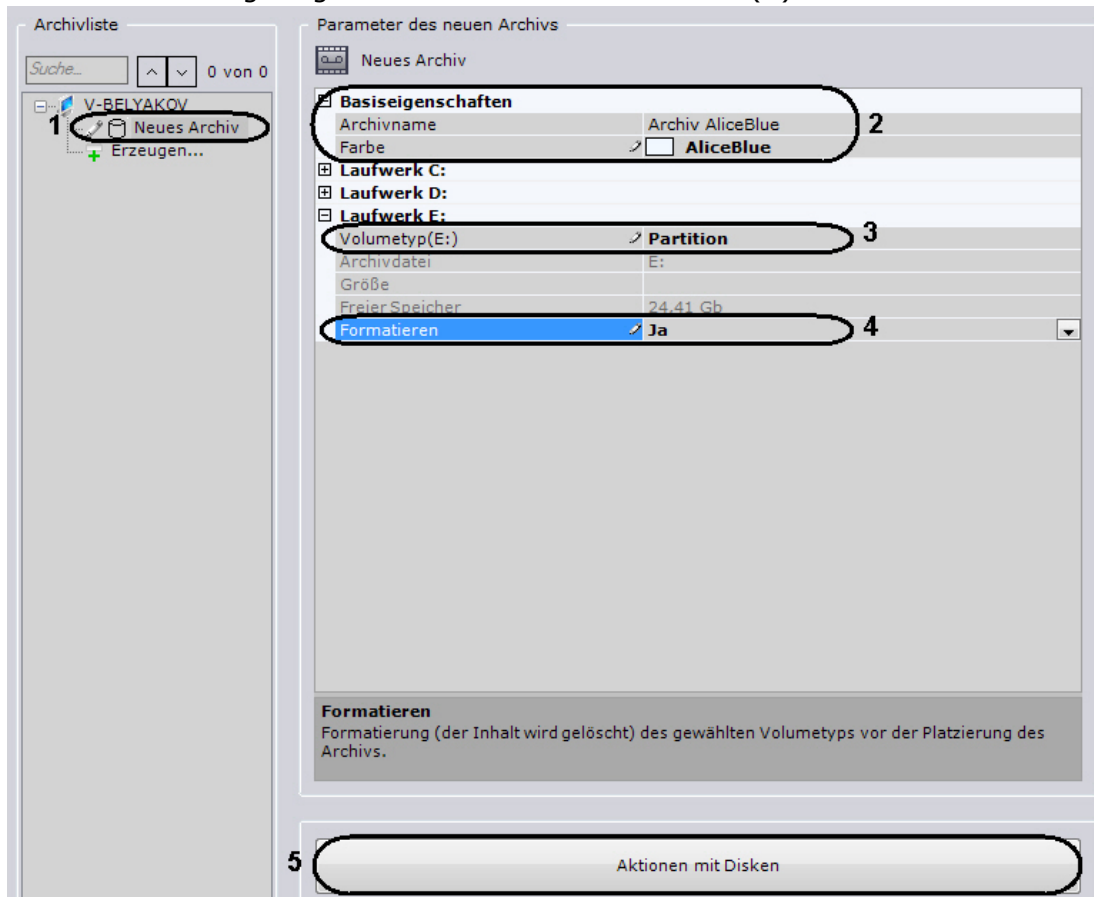 Archivliste
Suche...
0 von 0
V-BELYAKOV
1
Neues Archiv
Erzeugen...
Parameter des neuen Archivs
Neues Archiv
Basiseigenschaften
Archivname Archiv AliceBlue
2
Farbe AliceBlue
Laufwerk C:
Laufwerk D:
Laufwerk E:
Volumetyp(E:) Partition
3
Archivdatei E:
Größe
Freier Speicher 24,41 Gb
Formatieren Ja
4
Formatieren
Formatierung (der Inhalt wird gelöscht) des gewählten Volumetyps vor der Platzierung des
Archivs.
5
Aktionen mit Disken